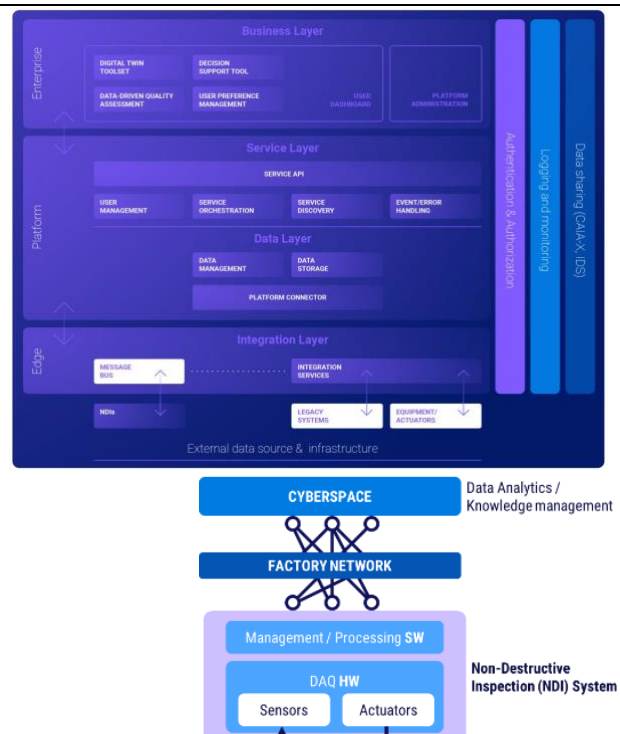 Business Layer
Enterprise
DIGITAL TWIN
TOOLSET
DECISION
SUPPORT TOOL
DATA-DRIVEN QUALITY
ASSESSMENT
USER PREFERENCE
MANAGEMENT
USER
DASHBOARD
PLATFORM
ADMINISTRATION
Service Layer
SERVICE API
Platform
USER
MANAGEMENT
SERVICE
ORCHESTRATION
SERVICE
DISCOVERY
EVENT/ERROR
HANDLING
Data Layer
DATA
MANAGEMENT
DATA
STORAGE
PLATFORM CONNECTOR
Integration Layer
Edge
MESSAGE
BUS
INTEGRATION
SERVICES
NDIs
LEGACY
SYSTEMS
EQUIPMENT/
ACTUATORS
External data source & infrastructure
Authentication & Authorization
Logging and monitoring
Data sharing (CAIA-X, IDS)
CYBERSPACE
Data Analytics /
Knowledge management
FACTORY NETWORK
Management / Processing SW
DAQ HW
Sensors
Actuators
Non-Destructive
Inspection (NDI) System